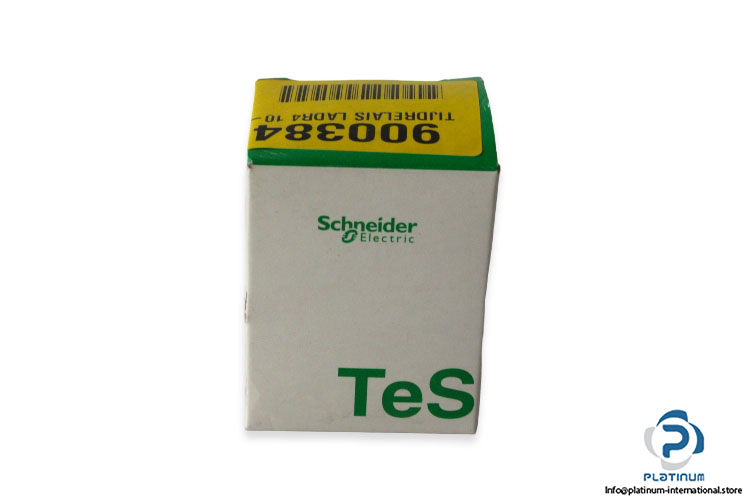 TIJDRELAIS LADR4 10 -
900384
Schneider
Electric
TeS
PLATINUM
Info@platinum-international.store